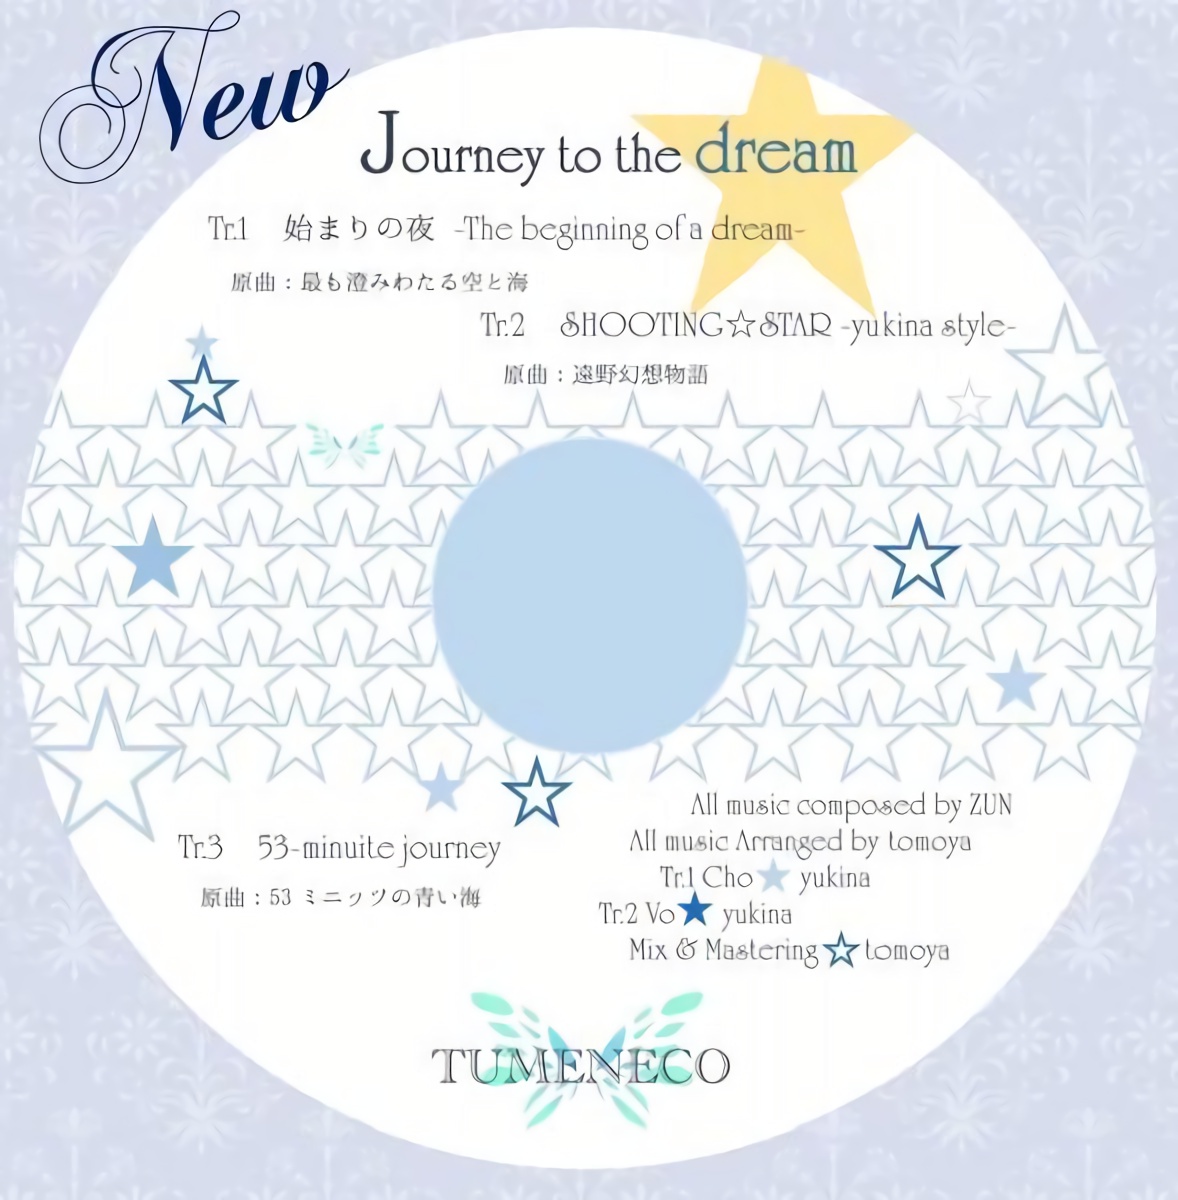 New
Journey to the dream
Tr.1 始まりの夜 -The beginning of a dream-
原曲：最も澄みわたる空と海
Tr.2 SHOOTING☆STAR -yukina style-
原曲：遠野幻想物語
Tr.3 53-minuite journey
原曲：53 ミニッツの青い海
All music composed by ZUN
All music Arranged by tomoya
Tr.1 Cho★ yukina
Tr.2 Vo★ yukina
Mix & Mastering☆tomoya
TUMENECO